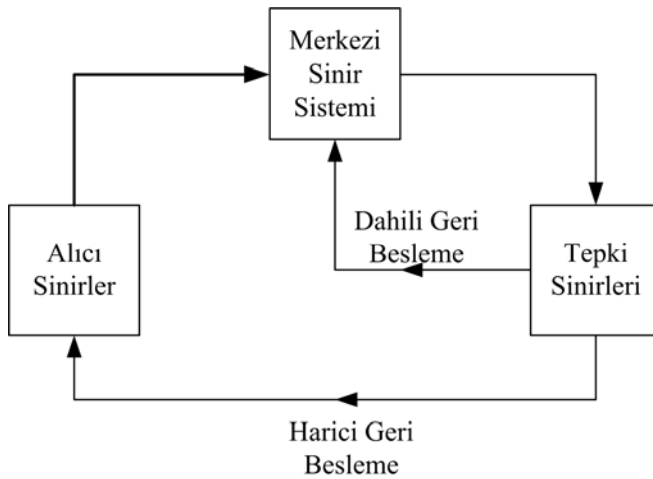 Merkezi
Sinir
Sistemi
Alıcı
Sinirler
Dahili Geri
Besleme
Tepki
Sinirleri
Harici Geri
Besleme